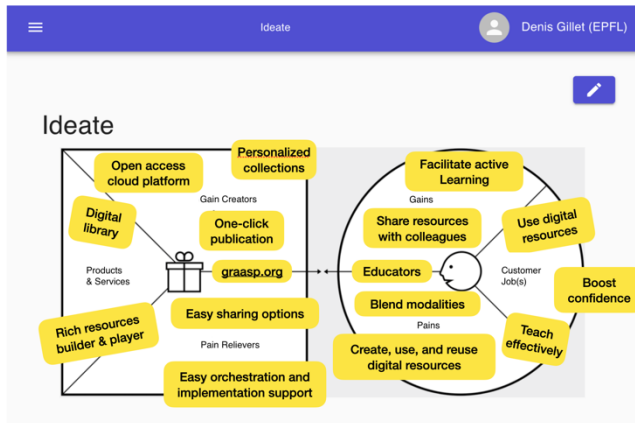 Ideate
Denis Gillet (EPFL)
Ideate
Personalized
collections
Open access
cloud platform
Facilitate active
Learning
Gain Creators
Gains
Digital
library
One-click
publication
Share resources
with colleagues
Use digital
resources
Products
& Services
graasp.org
Educators
Customer
Job(s)
Boost
confidence
Blend modalities
Easy sharing options
Rich resources
builder & player
Pains
Teach
effectively
Pain Relievers
Create, use, and reuse
digital resources
Easy orchestration and
implementation support